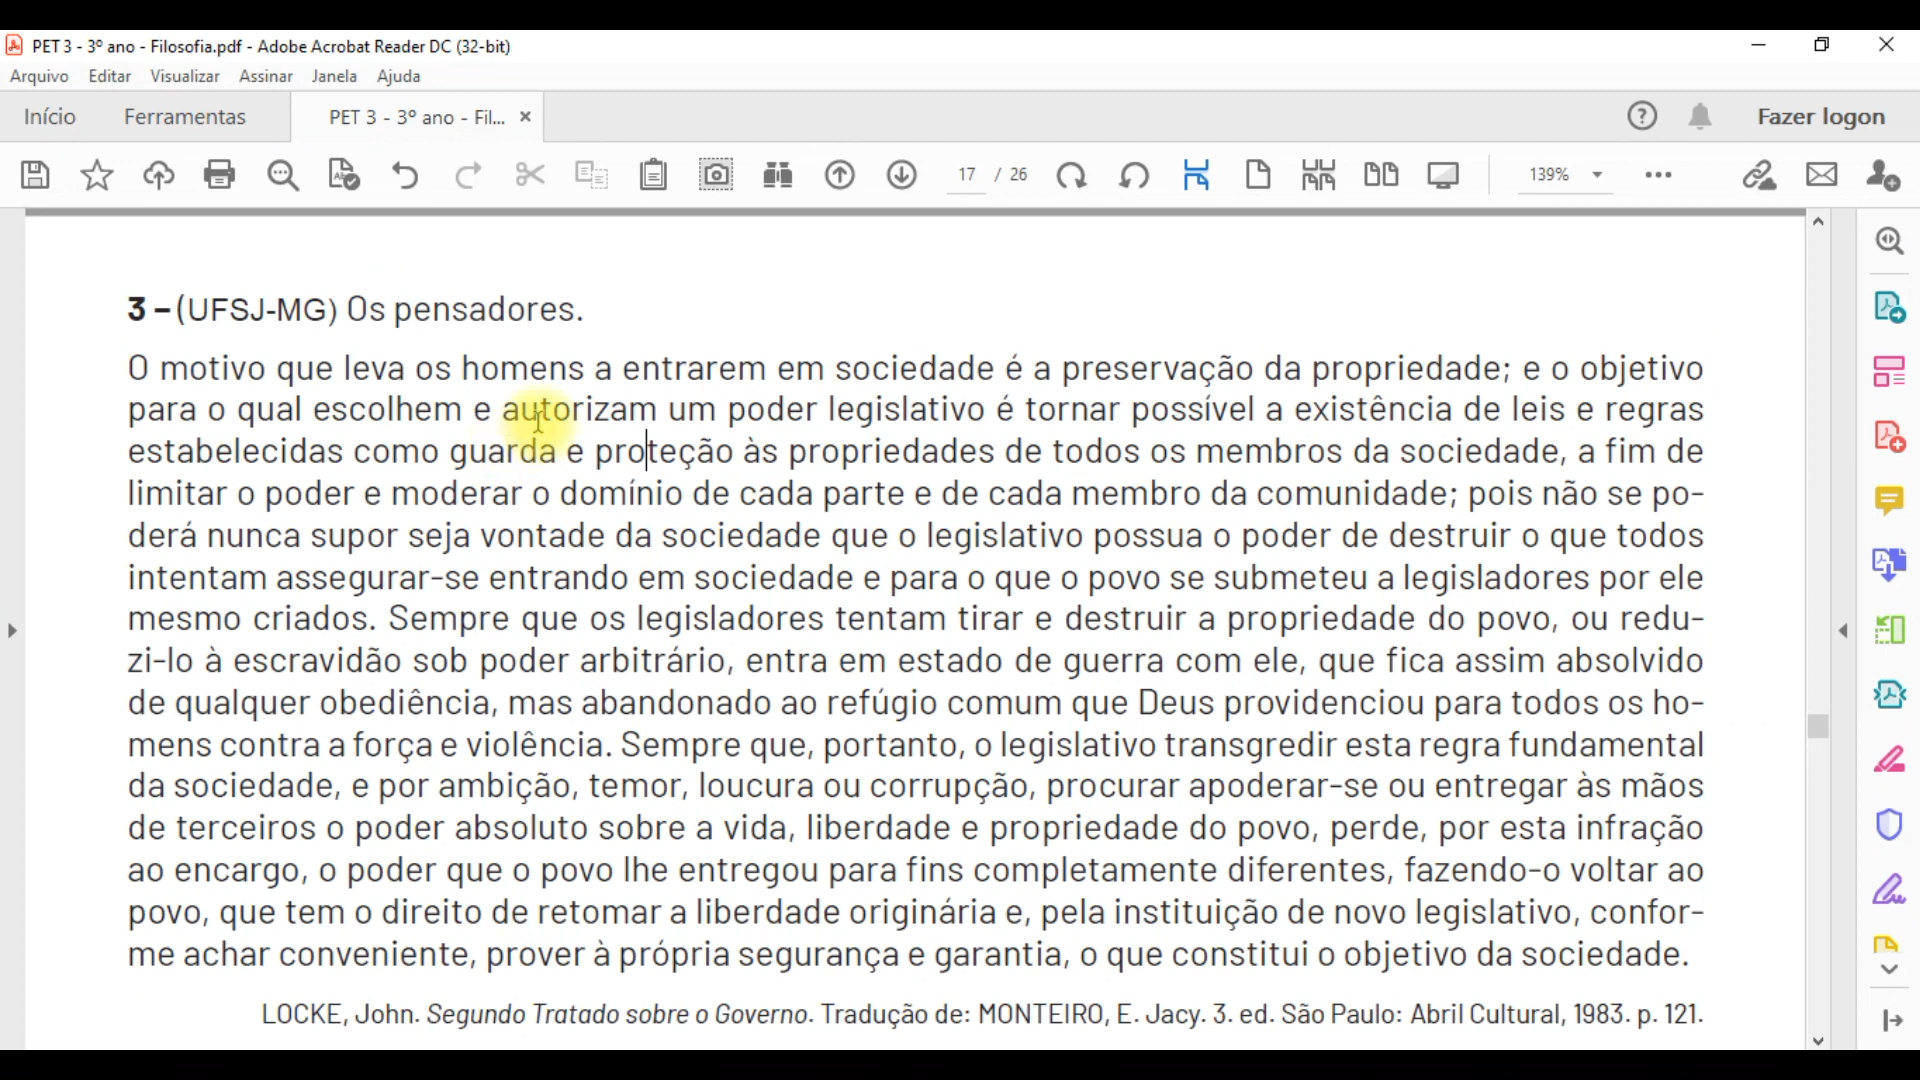 PET 3 - 3º ano - Filosofia.pdf - Adobe Acrobat Reader DC (32-bit)
Arquivo Editar Visualizar Assinar Janela Ajuda
Início Ferramentas PET 3 - 3º ano - Fil... × Fazer logon
17 / 26 139%
3 – (UFSJ-MG) Os pensadores.
O motivo que leva os homens a entrarem em sociedade é a preservação da propriedade; e o objetivo
para o qual escolhem e autorizam um poder legislativo é tornar possível a existência de leis e regras
estabelecidas como guarda e proteção às propriedades de todos os membros da sociedade, a fim de
limitar o poder e moderar o domínio de cada parte e de cada membro da comunidade; pois não se po-
derá nunca supor seja vontade da sociedade que o legislativo possua o poder de destruir o que todos
intentam assegurar-se entrando em sociedade e para o que o povo se submeteu a legisladores por ele
mesmo criados. Sempre que os legisladores tentam tirar e destruir a propriedade do povo, ou redu-
zi-lo à escravidão sob poder arbitrário, entra em estado de guerra com ele, que fica assim absolvido
de qualquer obediência, mas abandonado ao refúgio comum que Deus providenciou para todos os ho-
mens contra a força e violência. Sempre que, portanto, o legislativo transgredir esta regra fundamental
da sociedade, e por ambição, temor, loucura ou corrupção, procurar apoderar-se ou entregar às mãos
de terceiros o poder absoluto sobre a vida, liberdade e propriedade do povo, perde, por esta infração
ao encargo, o poder que o povo lhe entregou para fins completamente diferentes, fazendo-o voltar ao
povo, que tem o direito de retomar a liberdade originária e, pela instituição de novo legislativo, confor-
me achar conveniente, prover à própria segurança e garantia, o que constitui o objetivo da sociedade.
LOCKE, John. Segundo Tratado sobre o Governo. Tradução de: MONTEIRO, E. Jacy. 3. ed. São Paulo: Abril Cultural, 1983. p. 121.